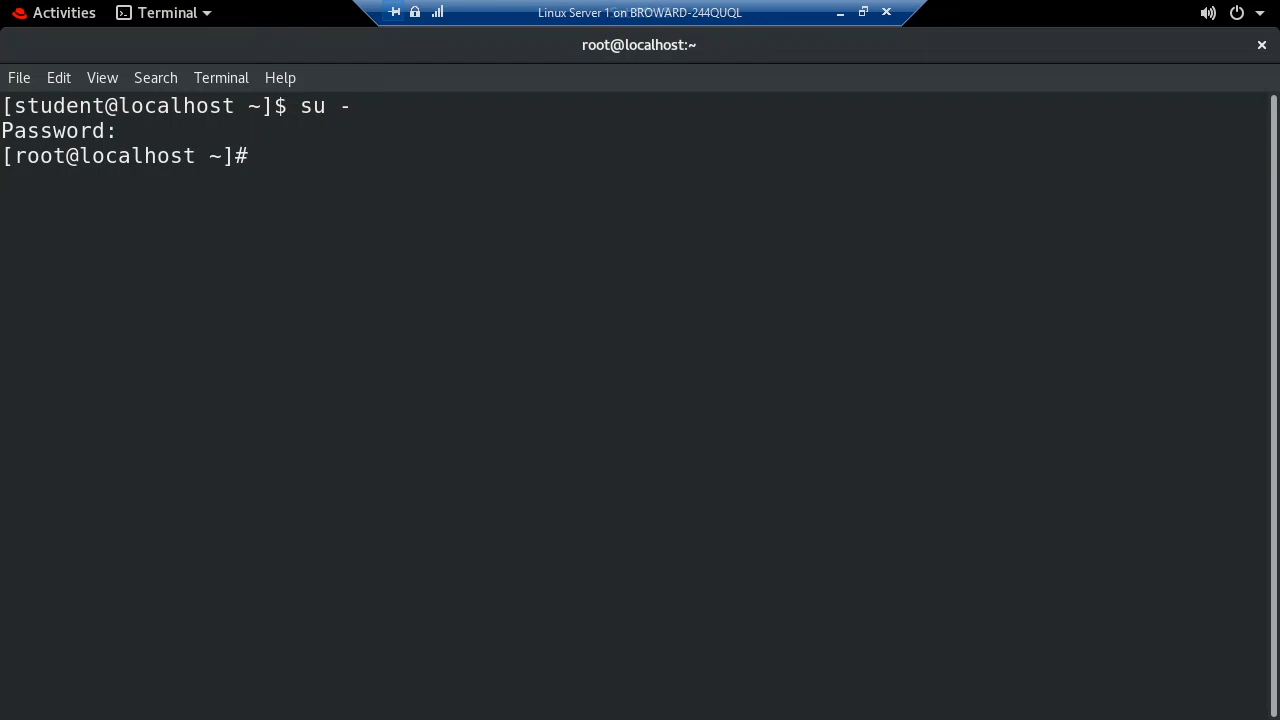 Activities Terminal Linux Server 1 on BROWARD-244QUQL
root@localhost:~
File Edit View Search Terminal Help
[student@localhost ~]$ su -
Password:
[root@localhost ~]#